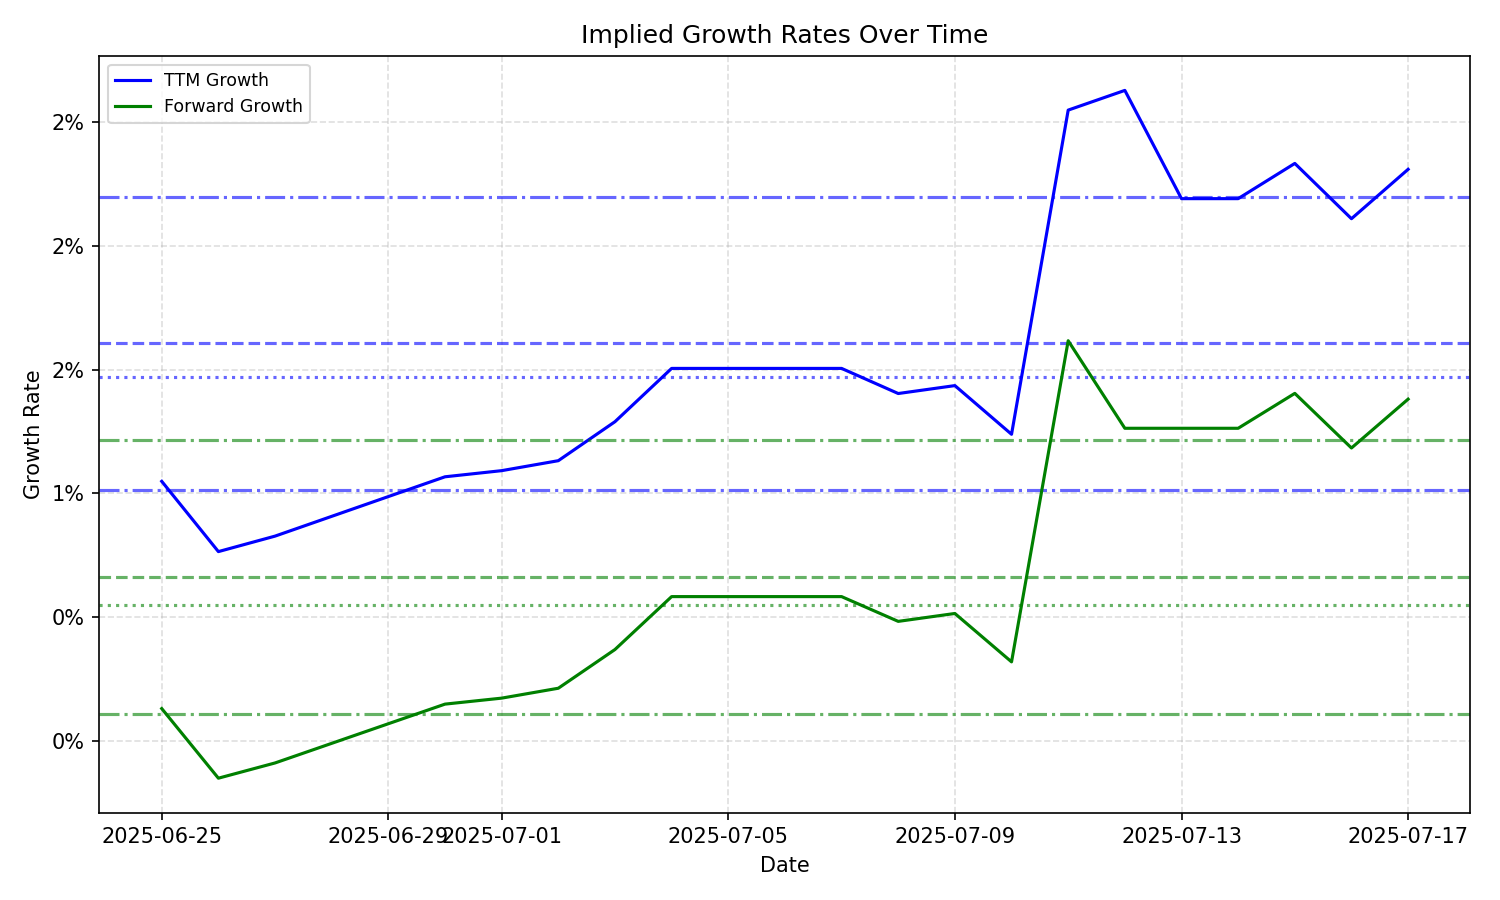 Implied Growth Rates Over Time
TTM Growth
Forward Growth
Growth Rate
2%
2%
2%
1%
0%
0%
2025-06-25
2025-06-29
2025-07-01
2025-07-05
2025-07-09
2025-07-13
2025-07-17
Date